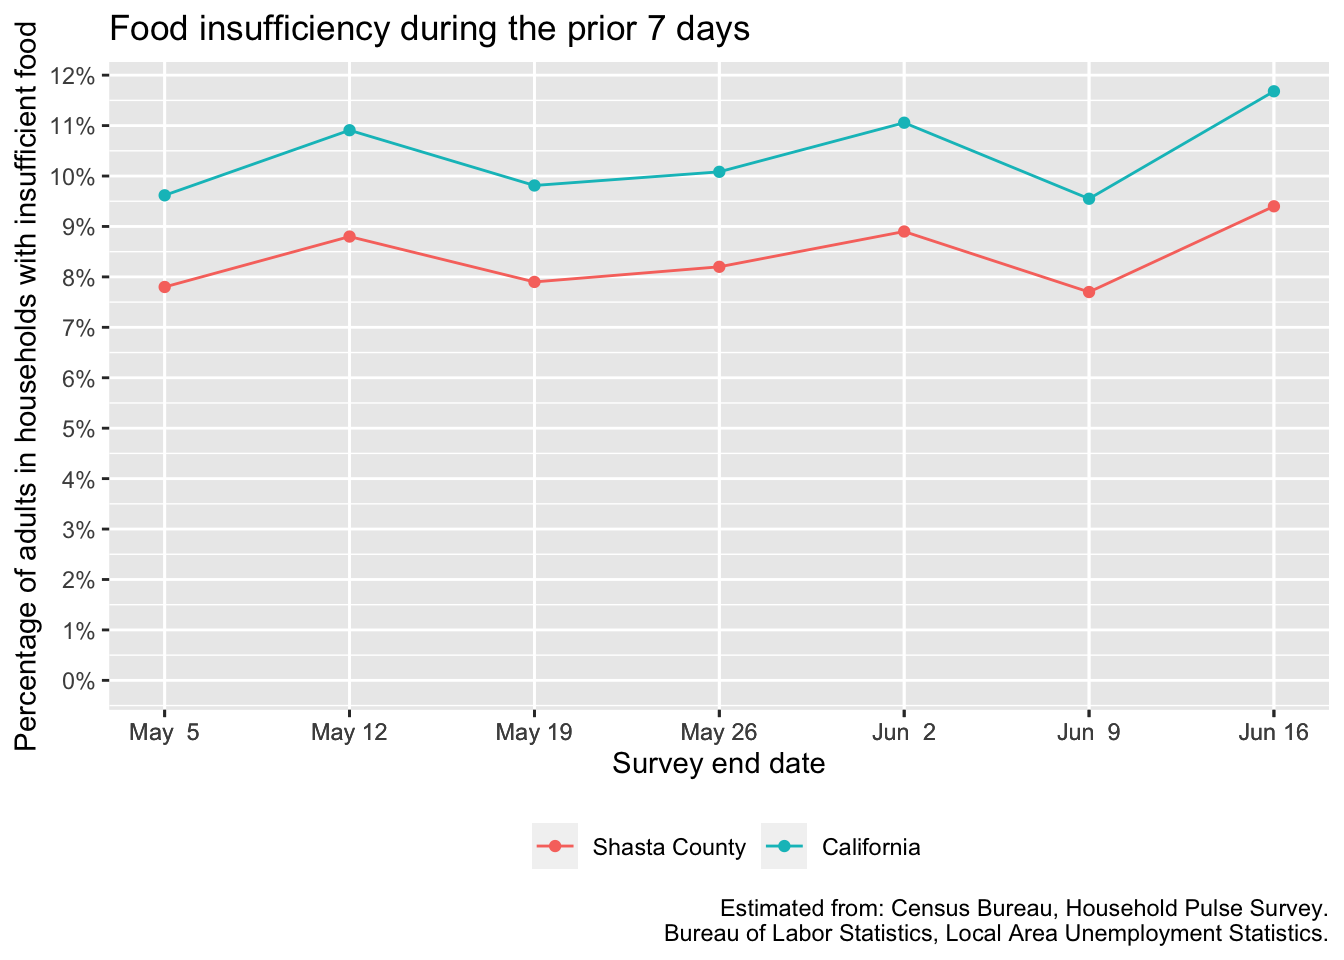 Food insufficiency during the prior 7 days
Percentage of adults in households with insufficient food
12%
11%
10%
9%
8%
7%
6%
5%
4%
3%
2%
1%
0%
May  5
May 12
May 19
May 26
Jun  2
Jun  9
Jun 16
Survey end date
Shasta County
California
Estimated from: Census Bureau, Household Pulse Survey.
Bureau of Labor Statistics, Local Area Unemployment Statistics.